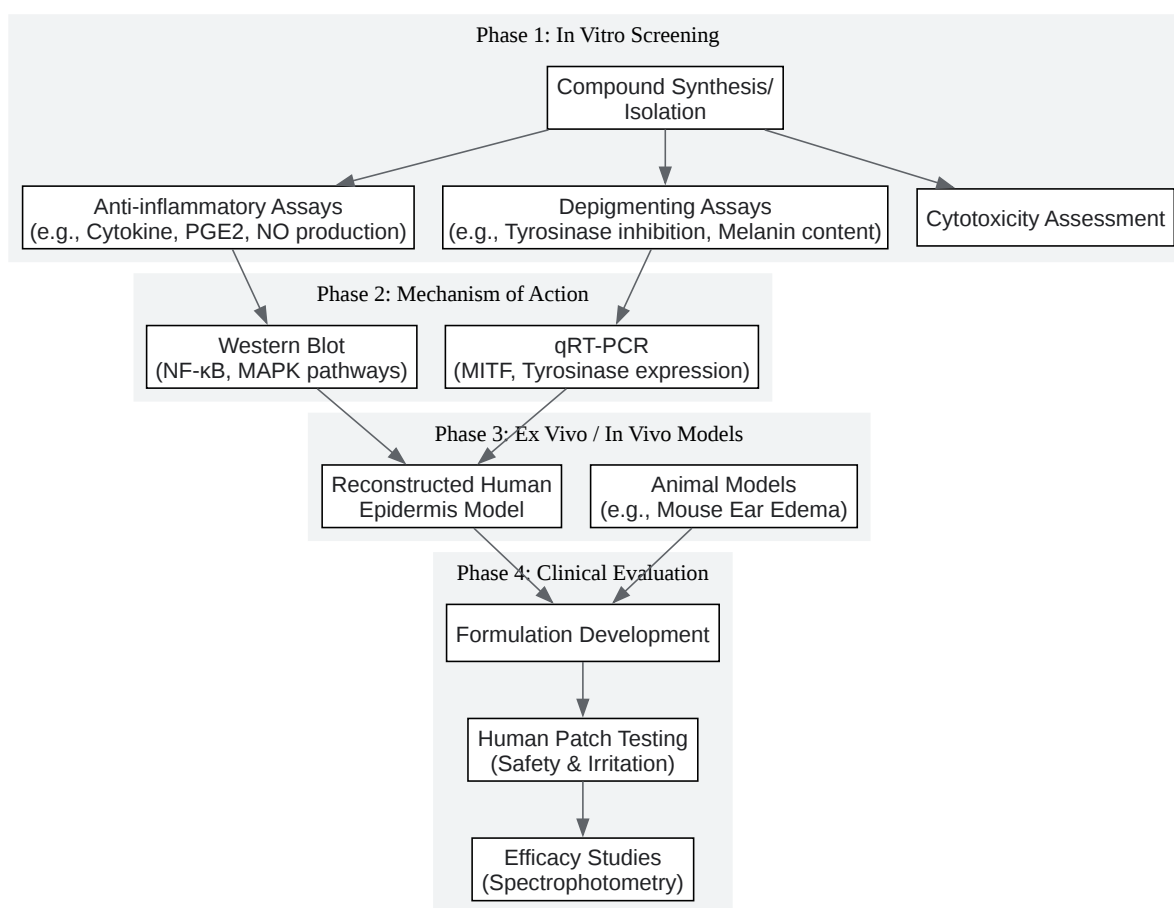 Phase 1: In Vitro Screening
Compound Synthesis/
Isolation
Anti-inflammatory Assays
(e.g., Cytokine, PGE2, NO production)
Depigmenting Assays
(e.g., Tyrosinase inhibition, Melanin content)
Cytotoxicity Assessment
Phase 2: Mechanism of Action
Western Blot
(NF-κB, MAPK pathways)
qRT-PCR
(MITF, Tyrosinase expression)
Phase 3: Ex Vivo / In Vivo Models
Reconstructed Human
Epidermis Model
Animal Models
(e.g., Mouse Ear Edema)
Phase 4: Clinical Evaluation
Formulation Development
Human Patch Testing
(Safety & Irritation)
Efficacy Studies
(Spectrophotometry)